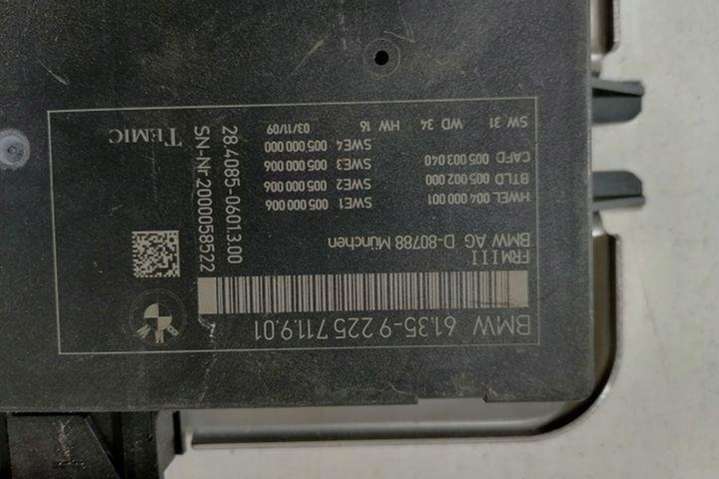 BMW 61.35-9 225 711.9.01
FRMIII
BMW AG D-80788 München
HWEL 004 000 001 SWE1 005 000 006
BTLD 005 002 000 SWE2 005 000 006
CAFD 005 003 040 SWE3 005 000 006
SWE4 005 000 000
SW 31 WD 34 HW 16 03/11/09
28.4085-0601.3.00
SN-Nr 2000058522
TEMIC